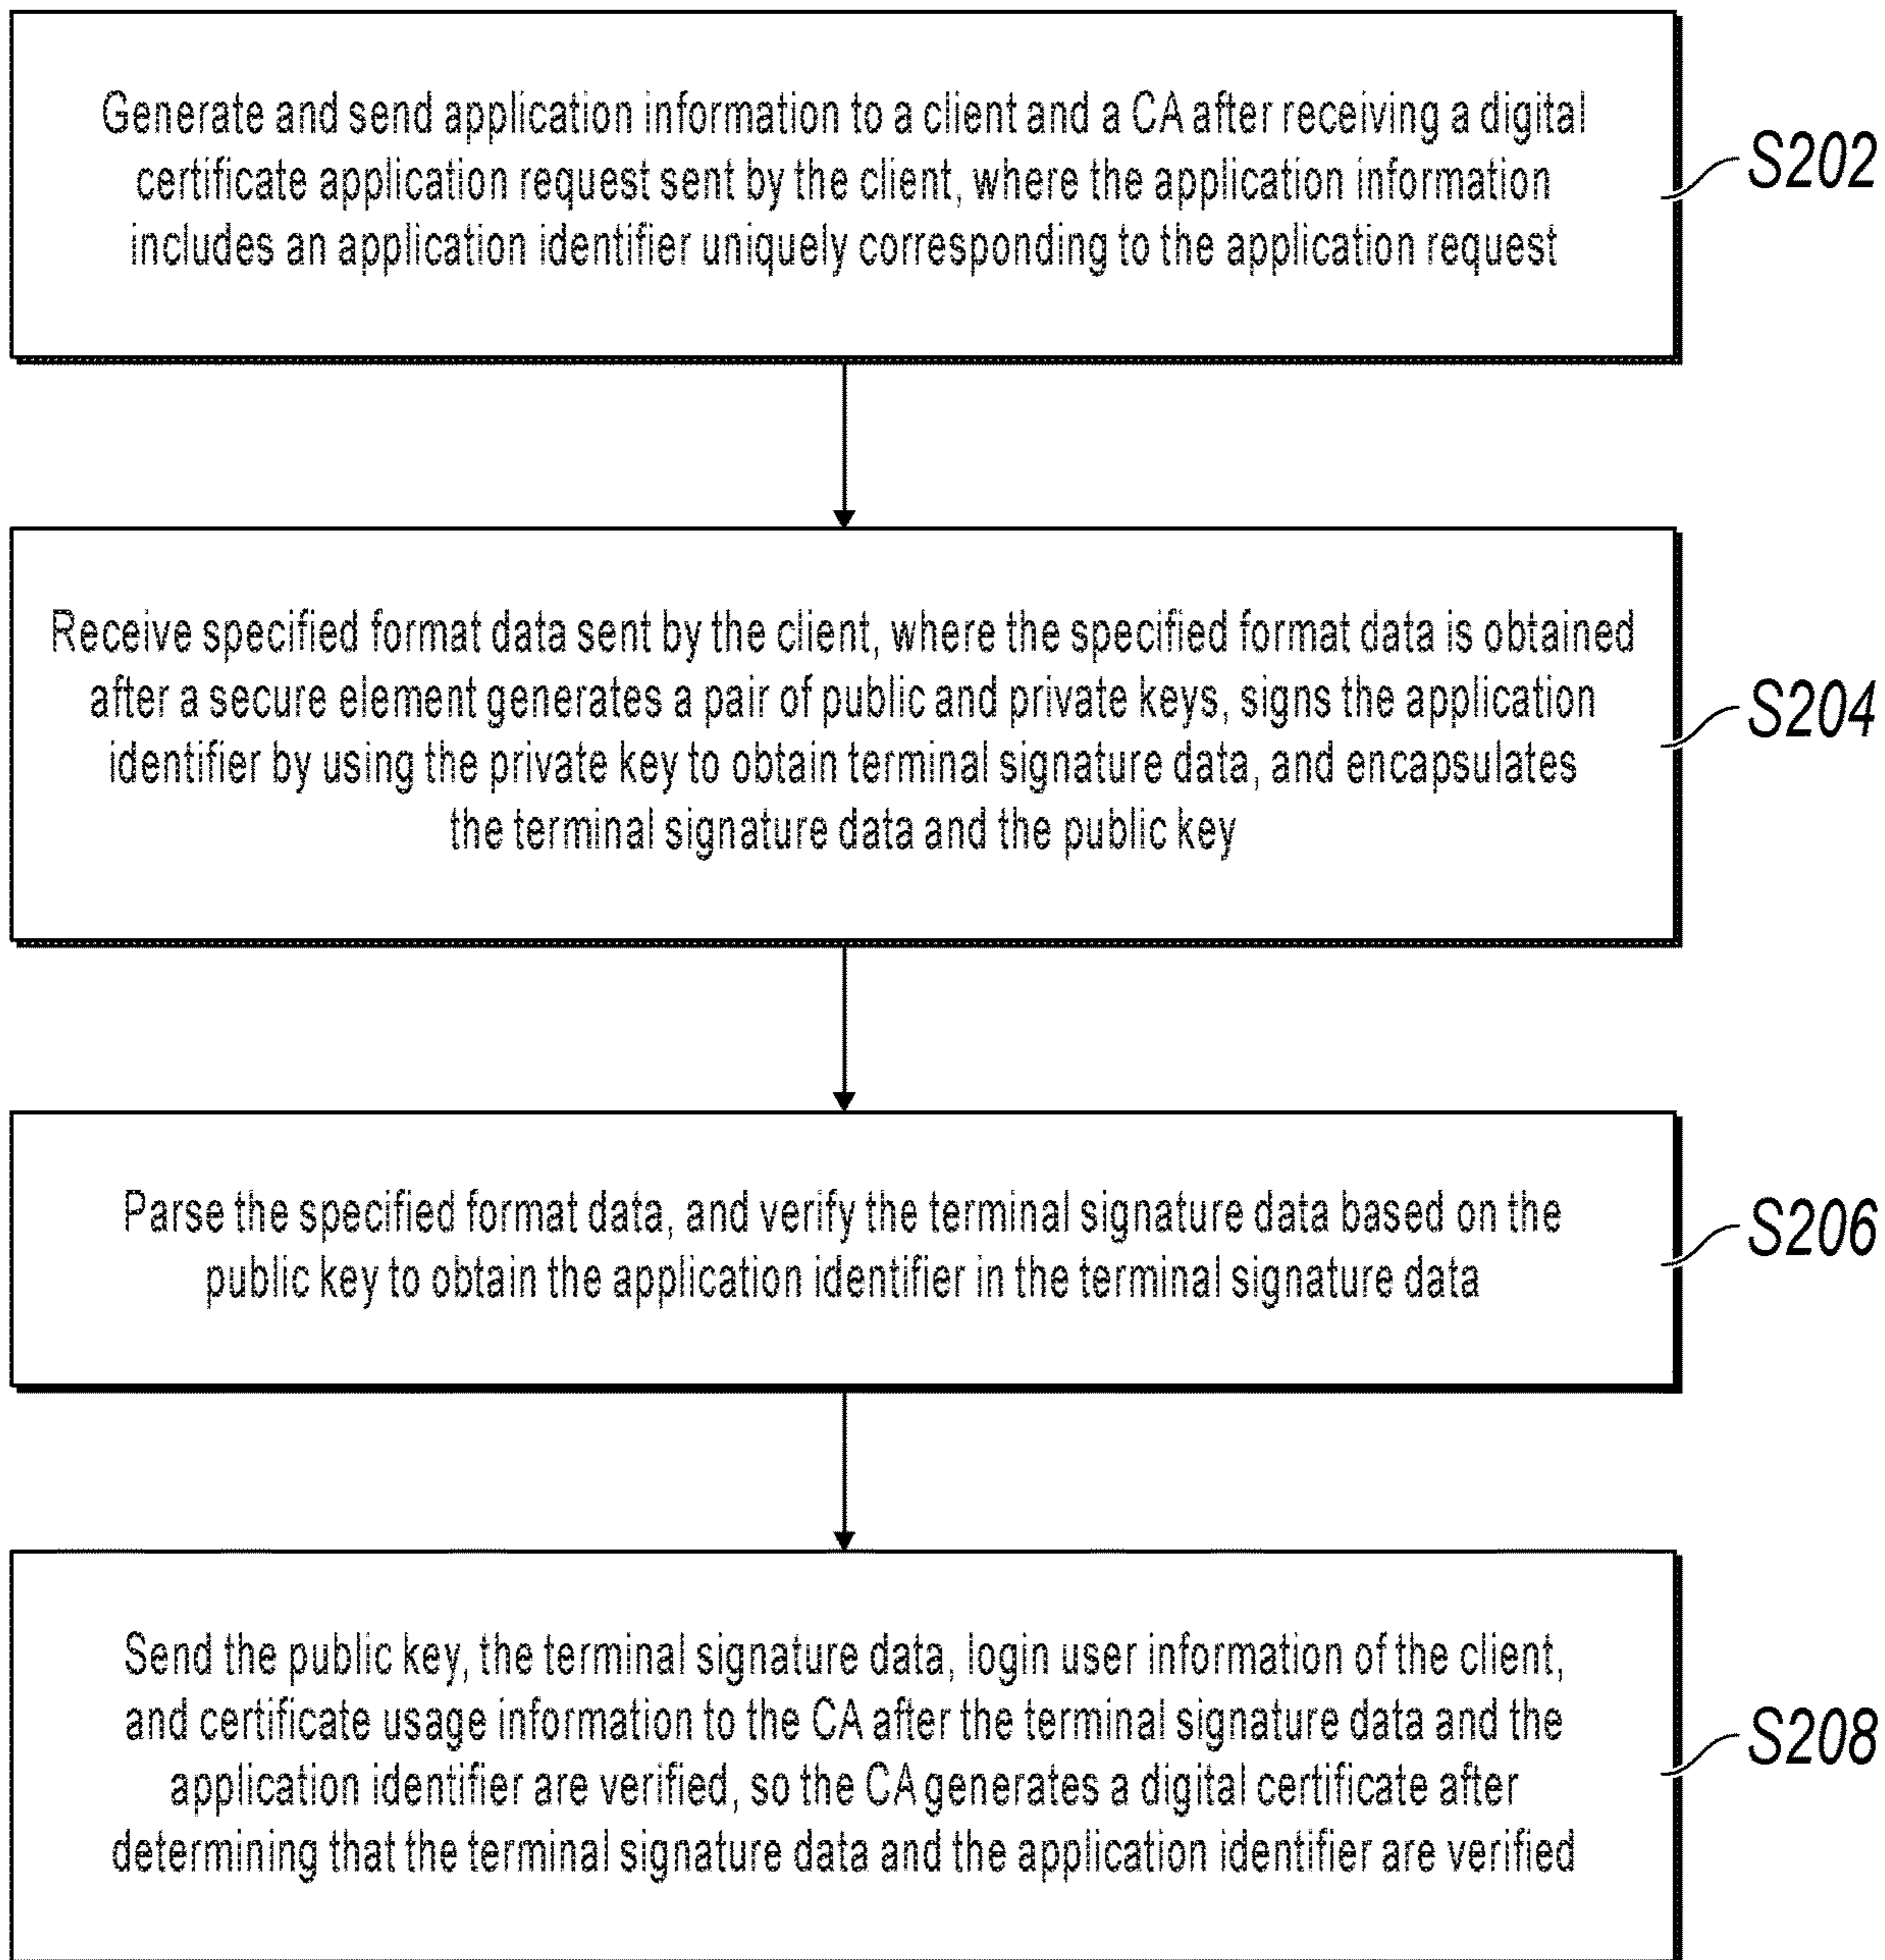 Generate and send application information to a client and a CA after receiving a digital
certificate application request sent by the client, where the application information
includes an application identifier uniquely corresponding to the application request
S202
Receive specified format data sent by the client, where the specified format data is obtained
after a secure element generates a pair of public and private keys, signs the application
identifier by using the private key to obtain terminal signature data, and encapsulates
the terminal signature data and the public key
S204
Parse the specified format data, and verify the terminal signature data based on the
public key to obtain the application identifier in the terminal signature data
S206
Send the public key, the terminal signature data, login user information of the client,
and certificate usage information to the CA after the terminal signature data and the
application identifier are verified, so the CA generates a digital certificate after
determining that the terminal signature data and the application identifier are verified
S208